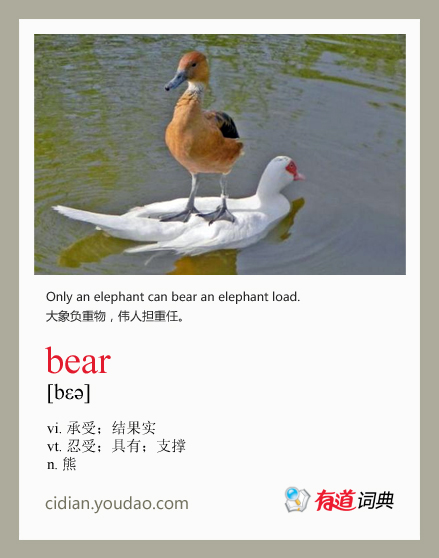 Only an elephant can bear an elephant load.
大象负重物，伟人担重任。
bear
[bɛə]
vi. 承受；结果实
vt. 忍受；具有；支撑
n. 熊
cidian.youdao.com
有道词典